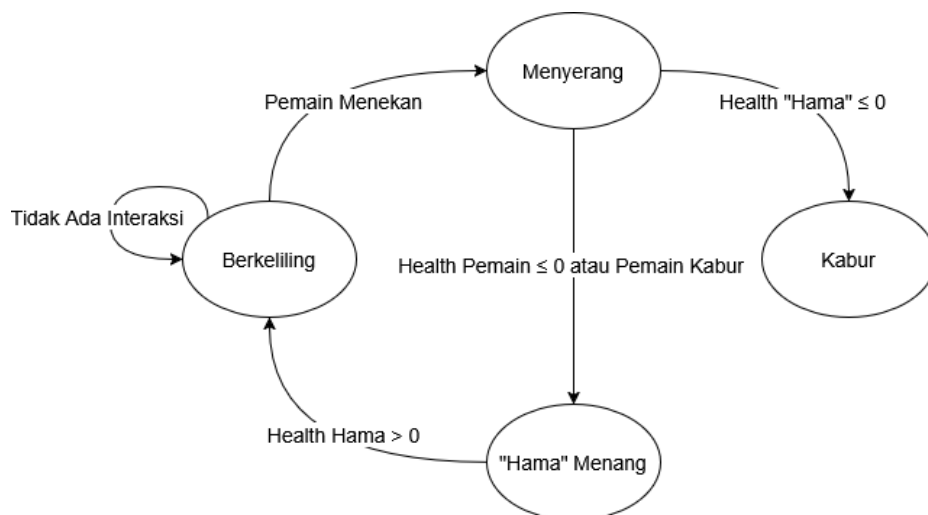 Menyerang
Pemain Menekan
Health "Hama" ≤ 0
Tidak Ada Interaksi
Berkeliling
Health Pemain ≤ 0 atau Pemain Kabur
Kabur
Health Hama > 0
"Hama" Menang